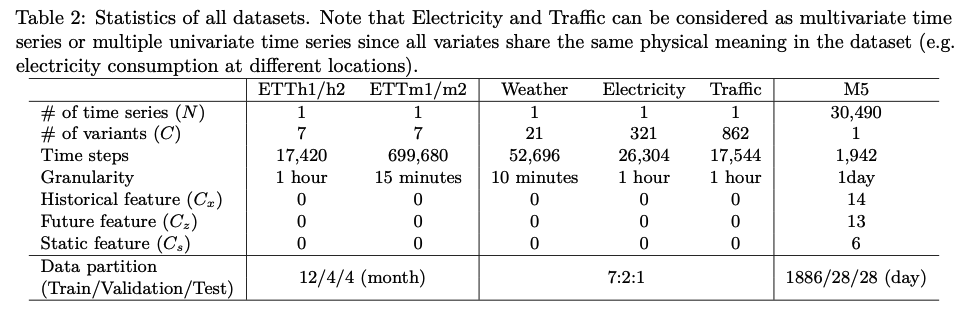 Table 2: Statistics of all datasets. Note that Electricity and Traffic can be considered as multivariate time
series or multiple univariate time series since all variates share the same physical meaning in the dataset (e.g.
electricity consumption at different locations).
ETTh1/h2 ETTm1/m2 Weather Electricity Traffic M5
# of time series (N) 1 1 1 1 1 30,490
# of variants (C) 7 7 21 321 862 1
Time steps 17,420 699,680 52,696 26,304 17,544 1,942
Granularity 1 hour 15 minutes 10 minutes 1 hour 1 hour 1day
Historical feature (Cx) 0 0 0 0 0 14
Future feature (Cz) 0 0 0 0 0 13
Static feature (Cs) 0 0 0 0 0 6
Data partition
(Train/Validation/Test) 12/4/4 (month) 7:2:1 1886/28/28 (day)